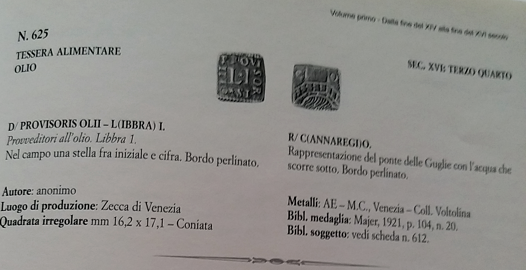 Volume primo - Dalla fine del XIV alla fine del XVI secolo
N. 625
TESSERA ALIMENTARE
OLIO
SEC. XVI: TERZO QUARTO
D/ PROVISORIS OLII – L(IBBRA) I.
Provveditori all'olio. Libbra 1.
Nel campo una stella fra iniziale e cifra. Bordo perlinato.
R/ C(ANNAREGI)O.
Rappresentazione del ponte delle Guglie con l'acqua che
scorre sotto. Bordo perlinato.
Autore: anonimo
Luogo di produzione: Zecca di Venezia
Quadrata irregolare mm 16,2 x 17,1 – Coniata
Metalli: AE – M.C., Venezia – Coll. Voltolina
Bibl. medaglia: Majer, 1921, p. 104, n. 20.
Bibl. soggetto: vedi scheda n. 612.